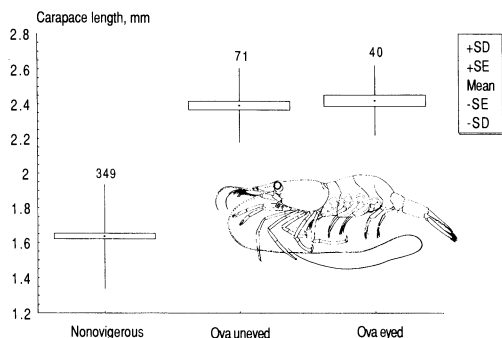 Carapace length, mm
2.8
2.6
2.4
2.2
2
1.8
1.6
1.4
1.2
349
71
40
+SD
+SE
Mean
-SE
-SD
Nonovigerous
Ova uneyed
Ova eyed